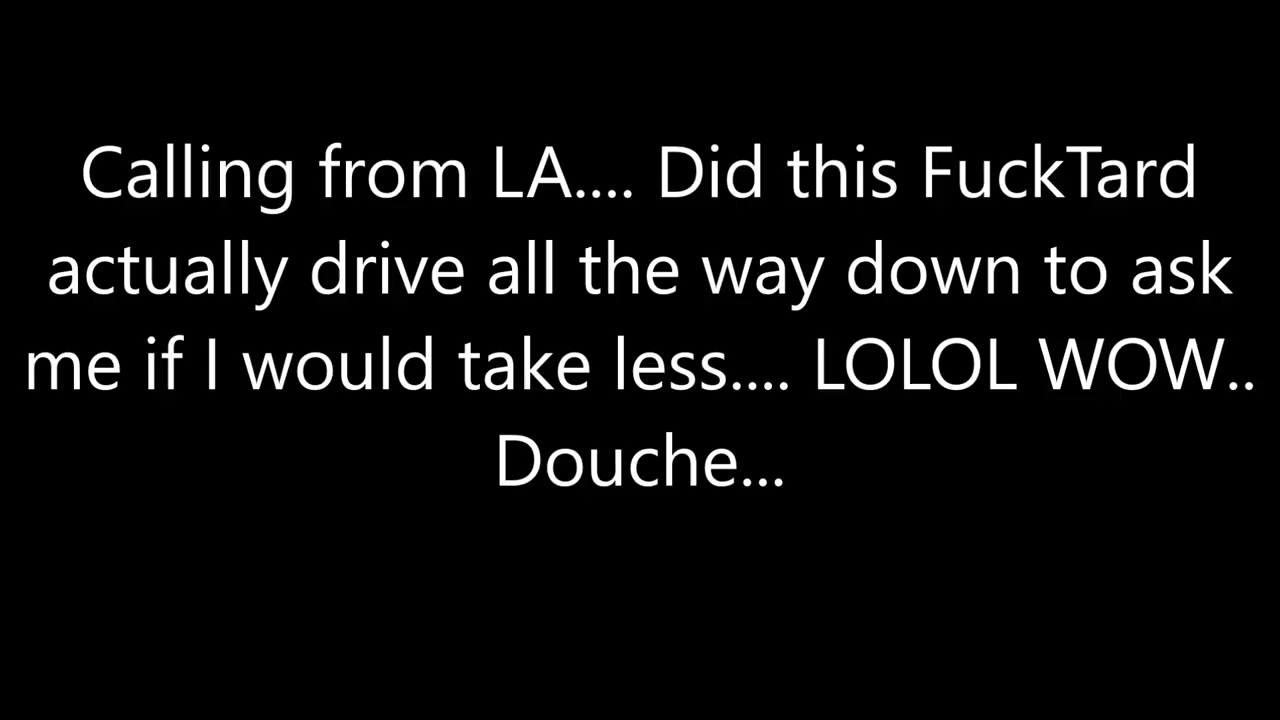 Calling from LA.... Did this FuckTard
actually drive all the way down to ask
me if I would take less.... LOLOL WOW..
Douche...